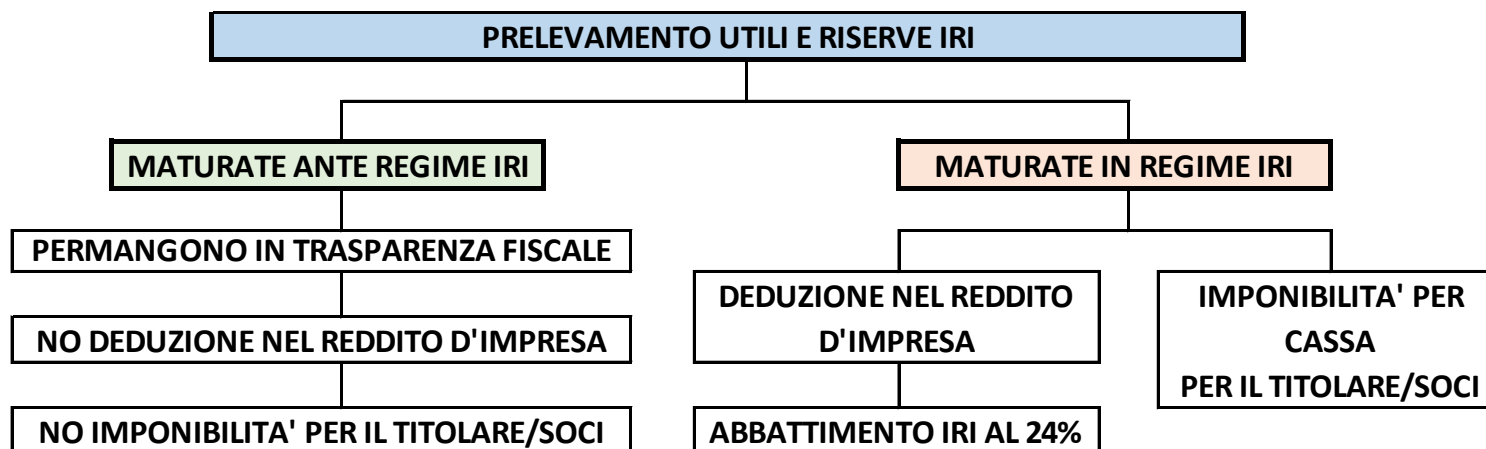 PRELEVAMENTO UTILI E RISERVE IRI
MATURATE ANTE REGIME IRI
MATURATE IN REGIME IRI
PERMANGONO IN TRASPARENZA FISCALE
NO DEDUZIONE NEL REDDITO D'IMPRESA
NO IMPONIBILITA' PER IL TITOLARE/SOCI
DEDUZIONE NEL REDDITO
D'IMPRESA
ABBATTIMENTO IRI AL 24%
IMPONIBILITA' PER
CASSA
PER IL TITOLARE/SOCI